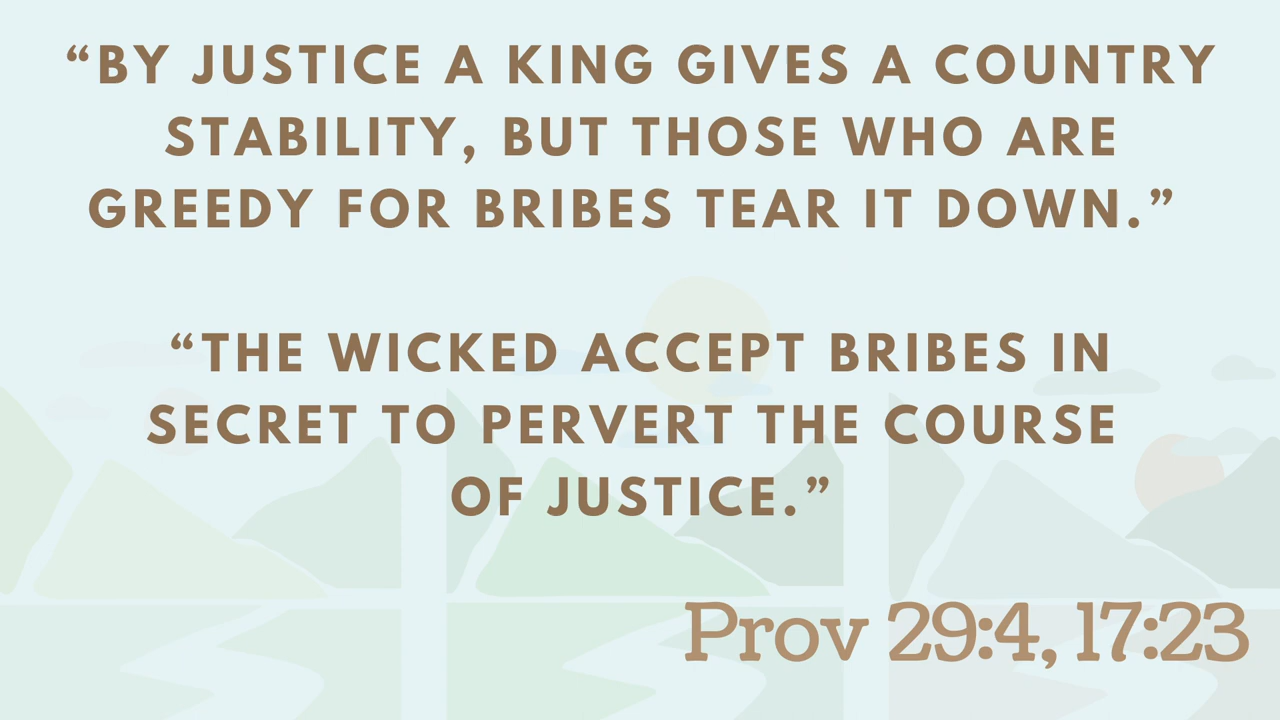 “BY JUSTICE A KING GIVES A COUNTRY
STABILITY, BUT THOSE WHO ARE
GREEDY FOR BRIBES TEAR IT DOWN.”
“THE WICKED ACCEPT BRIBES IN
SECRET TO PERVERT THE COURSE
OF JUSTICE.”
Prov 29:4, 17:23